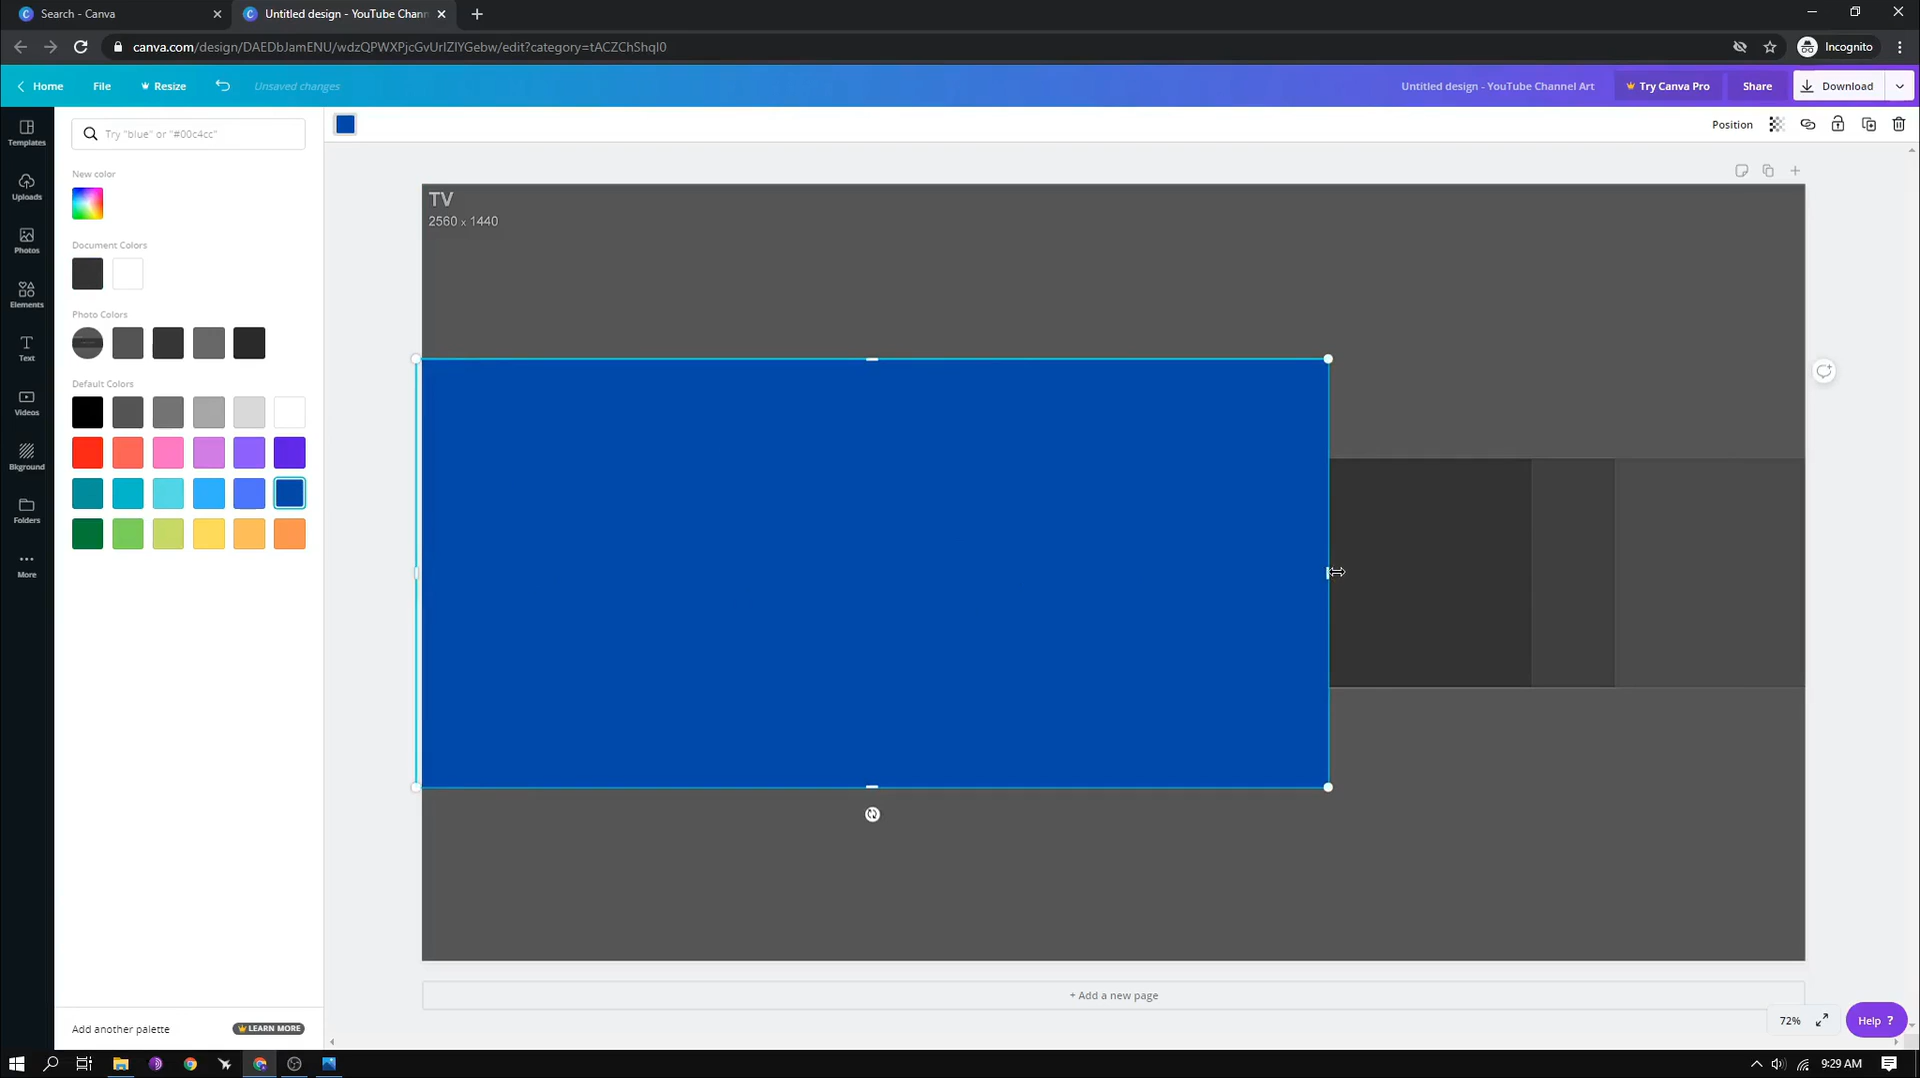 Search - Canva
Untitled design - YouTube Chann
canva.com/design/DAEDbJamENU/wdzQPWXPjcGvUrIZIYGebw/edit?category=tACZChShqI0
Incognito
Home
File
Resize
Unsaved changes
Untitled design - YouTube Channel Art
Try Canva Pro
Share
Download
Try "blue" or "#00c4cc"
Position
Templates
Uploads
Photos
Elements
Text
Videos
Bkground
Folders
More
New color
Document Colors
Photo Colors
Default Colors
Add another palette
LEARN MORE
TV
2560 x 1440
+ Add a new page
72%
Help ?
9:29 AM